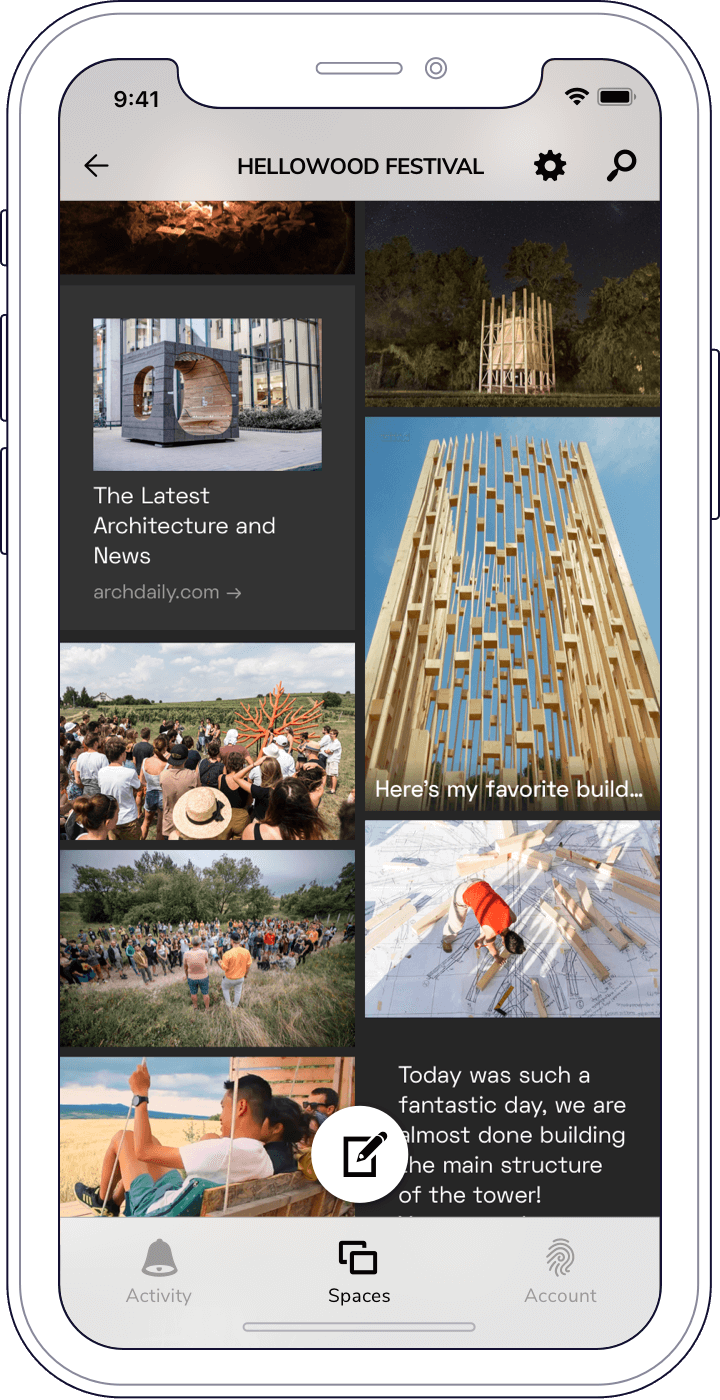 9:41
HELLOWOOD FESTIVAL
The Latest
Architecture and
News
archdaily.com →
Here's my favorite build...
Today was such a
fantastic day, we are
almost done building
the main structure
of the tower!
Activity
Spaces
Account